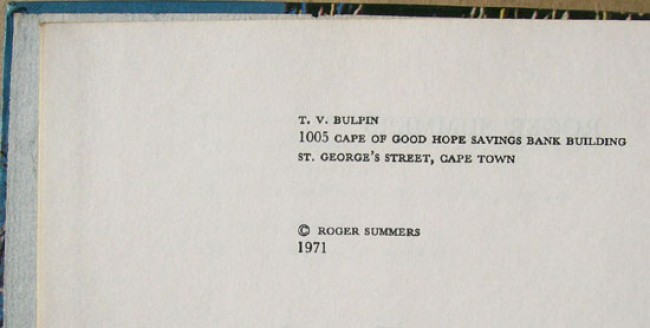 T. V. BULPIN
1005 CAPE OF GOOD HOPE SAVINGS BANK BUILDING
ST. GEORGE'S STREET, CAPE TOWN
© ROGER SUMMERS
1971